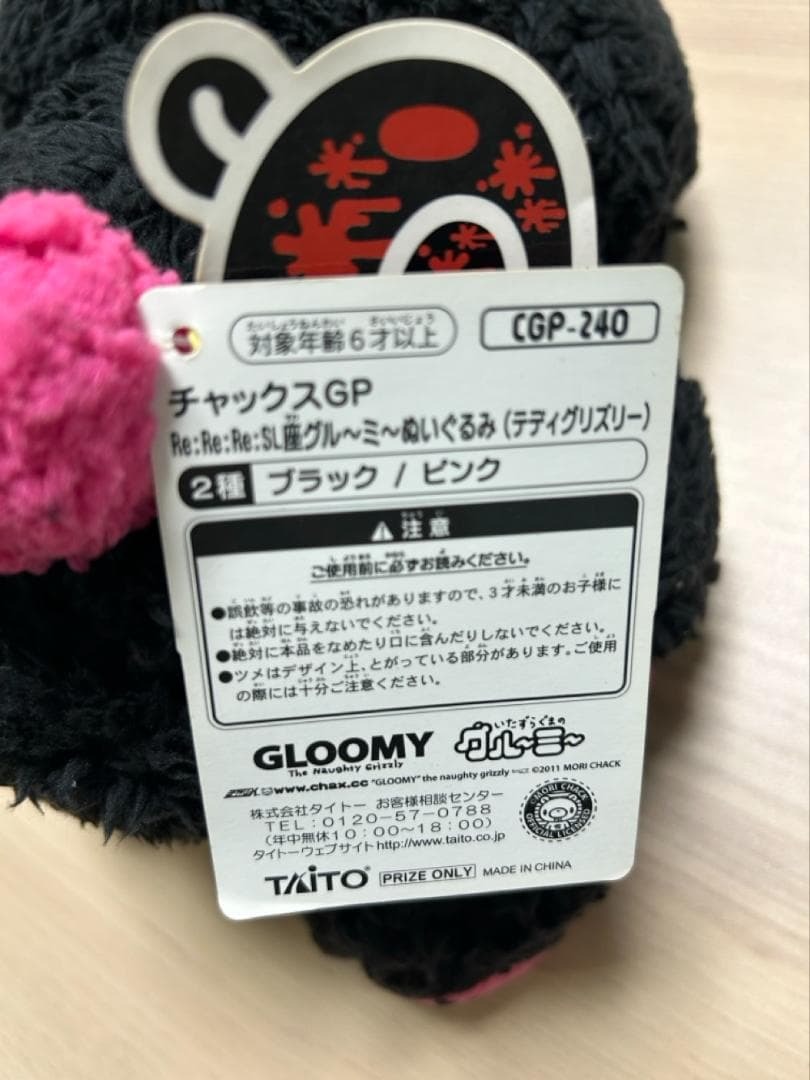 対象年齢6才以上
CGP-240
チャックスGP
Re:Re:Re:SL座グル〜ミ〜ぬいぐるみ(テディグリズリー)
2種 ブラック / ピンク
注意
ご使用前に必ずお読みください。
●誤飲等の事故の恐れがありますので、3才未満のお子様に
は絶対に与えないでください。
●絶対に本品をなめたり口に含んだりしないでください。
●ツメはデザイン上、とがっている部分があります。ご使用
の際には十分ご注意ください。
GLOOMY
The Naughty Grizzly
いたずらぐまの
グル〜ミ〜
www.chax.cc "GLOOMY" the naughty grizzly ©2011 MORI CHACK
MORI CHACK
OFFICIAL LICENSED
株式会社タイトー お客様相談センター
TEL:0120-57-0788
(年中無休10:00〜18:00)
タイトーウェブサイトhttp://www.taito.co.jp
TAITO® PRIZE ONLY MADE IN CHINA